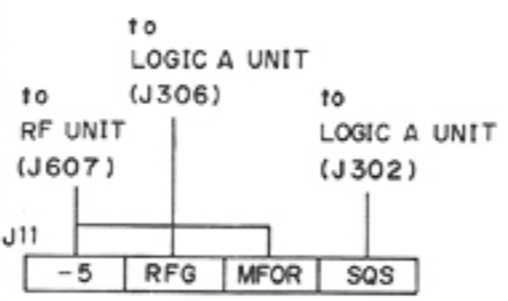 to
LOGIC A UNIT
(J306)
to
RF UNIT
(J607)
to
LOGIC A UNIT
(J302)
J11
-5 RFG MFOR SQS